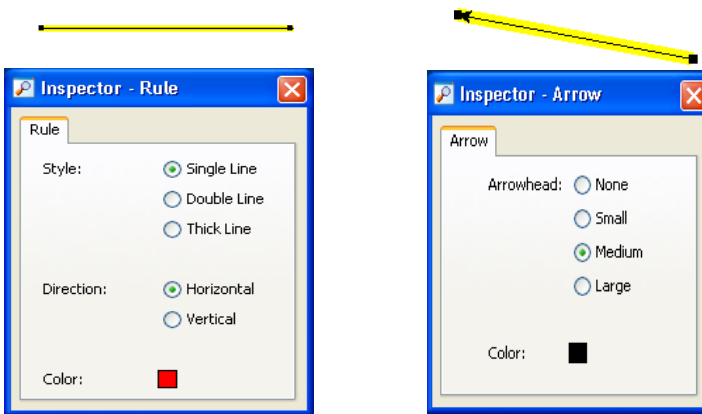 Inspector - Rule
Rule
Style:
Single Line
Double Line
Thick Line
Direction:
Horizontal
Vertical
Color:
Inspector - Arrow
Arrow
Arrowhead:
None
Small
Medium
Large
Color: